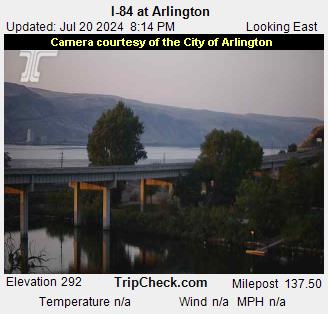 I-84 at Arlington
Updated: Jul 20 2024 8:14 PM Looking East
Camera courtesy of the City of Arlington
Elevation 292 TripCheck.com Milepost 137.50
Temperature n/a Wind n/a MPH n/a